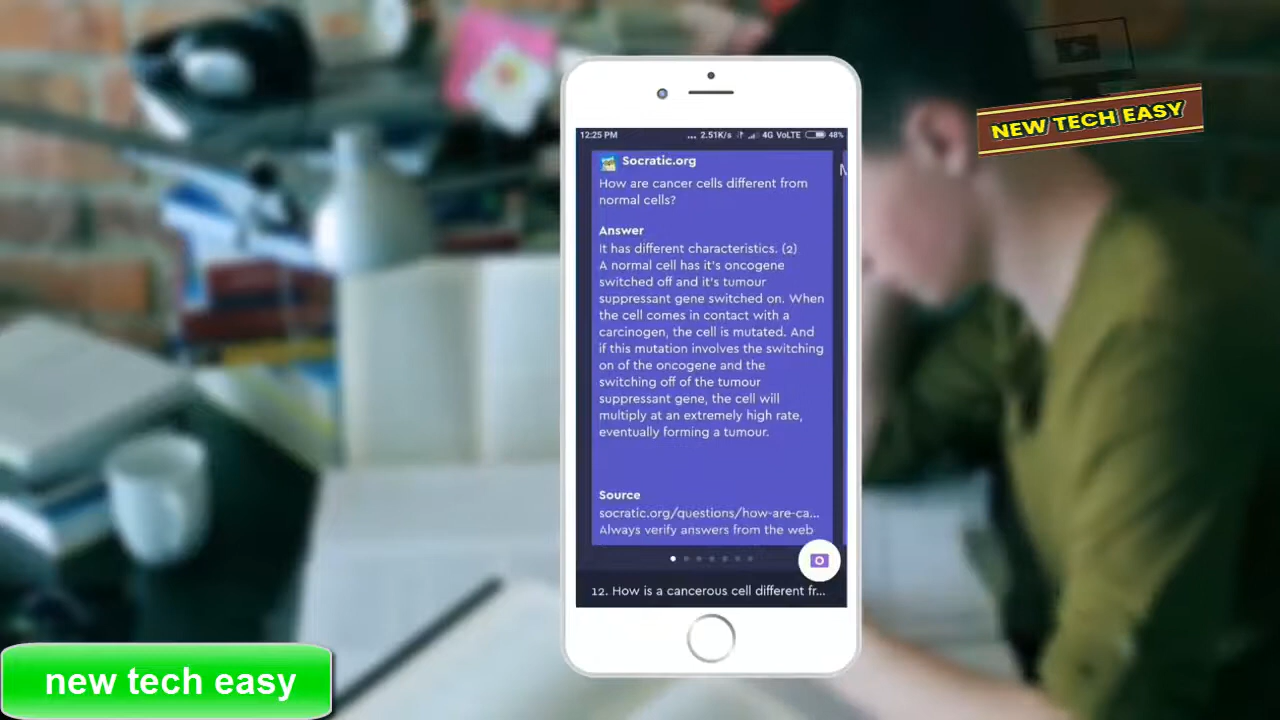 NEW TECH EASY
12:25 PM ... 2.51K/s 4G VoLTE 48%
Socratic.org
How are cancer cells different from
normal cells?
Answer
It has different characteristics. (2)
A normal cell has it's oncogene
switched off and it's tumour
suppressant gene switched on. When
the cell comes in contact with a
carcinogen, the cell is mutated. And
if this mutation involves the switching
on of the oncogene and the
switching off of the tumour
suppressant gene, the cell will
multiply at an extremely high rate,
eventually forming a tumour.
Source
socratic.org/questions/how-are-ca...
Always verify answers from the web
12. How is a cancerous cell different fr...
new tech easy